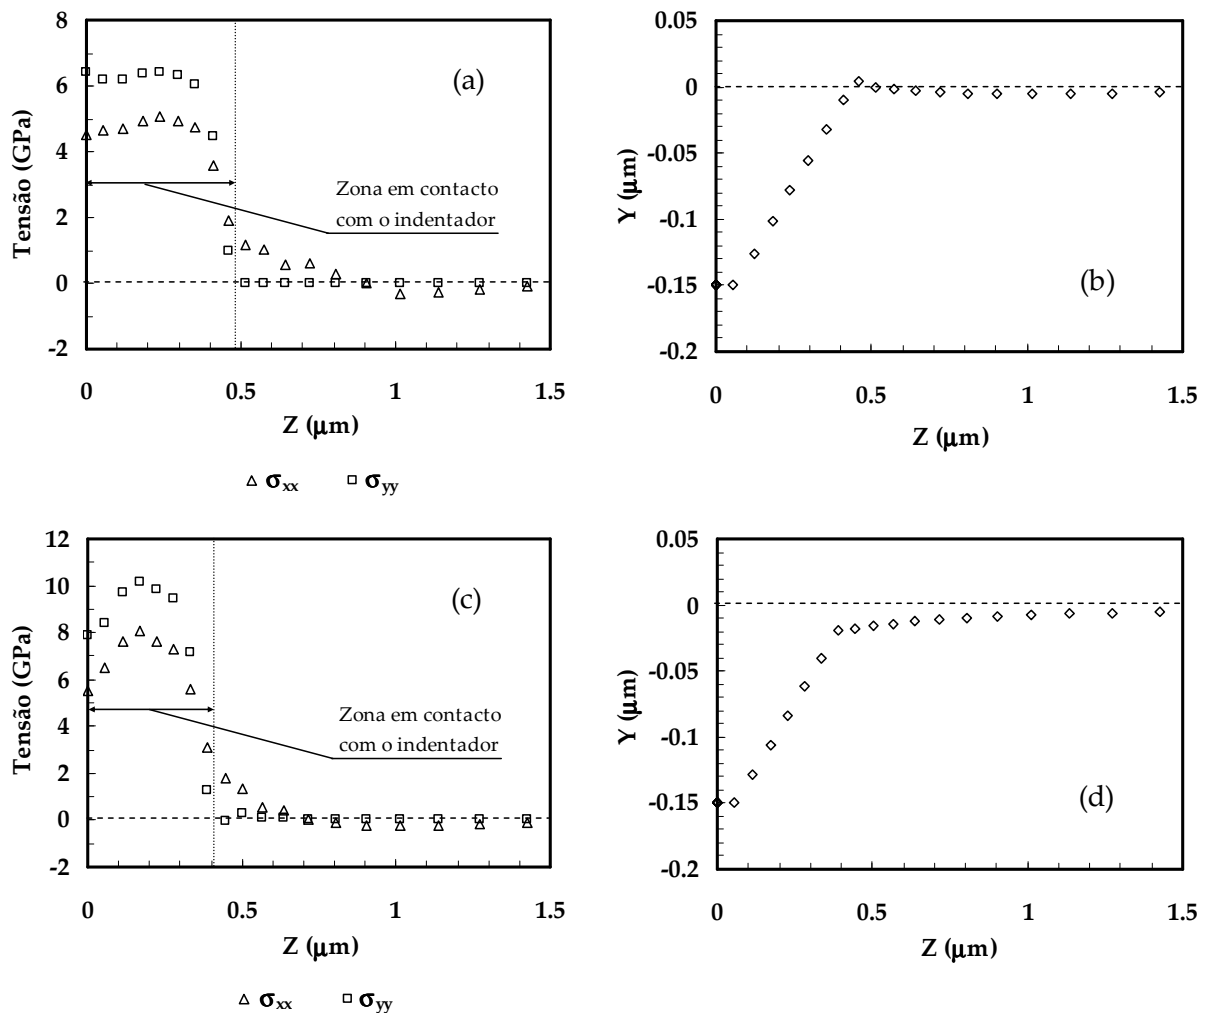 8
6
4
2
0
-2
Tensão (GPa)
(a)
Zona em contacto
com o indentador
0
0.5
1
1.5
Z (μm)
σxx
σyy
0.05
0
-0.05
-0.1
-0.15
-0.2
Y (μm)
(b)
0
0.5
1
1.5
Z (μm)
12
10
8
6
4
2
0
-2
Tensão (GPa)
(c)
Zona em contacto
com o indentador
0
0.5
1
1.5
Z (μm)
σxx
σyy
0.05
0
-0.05
-0.1
-0.15
-0.2
Y (μm)
(d)
0
0.5
1
1.5
Z (μm)